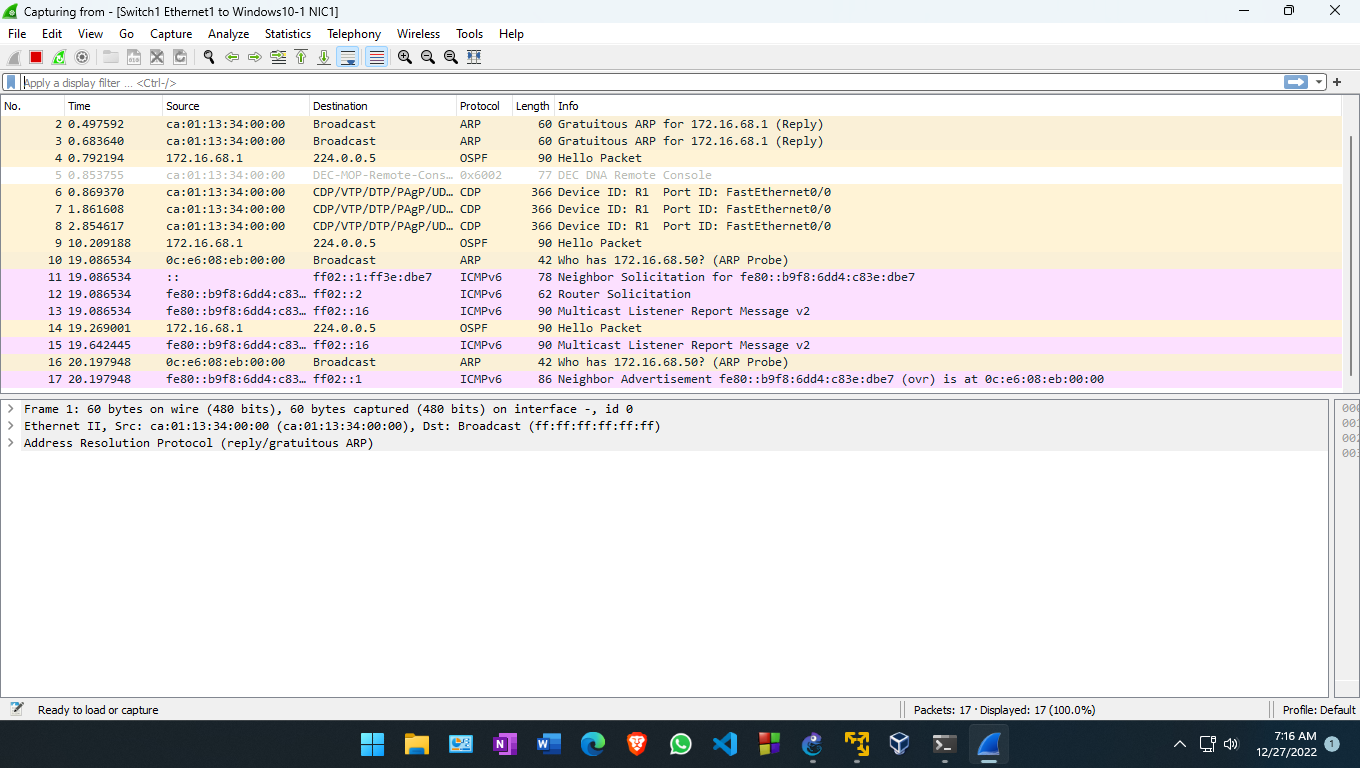 Capturing from - [Switch1 Ethernet1 to Windows10-1 NIC1]
File Edit View Go Capture Analyze Statistics Telephony Wireless Tools Help
Apply a display filter ... <Ctrl-/>
No. Time Source Destination Protocol Length Info
2 0.497592 ca:01:13:34:00:00 Broadcast ARP 60 Gratuitous ARP for 172.16.68.1 (Reply)
3 0.683640 ca:01:13:34:00:00 Broadcast ARP 60 Gratuitous ARP for 172.16.68.1 (Reply)
4 0.792194 172.16.68.1 224.0.0.5 OSPF 90 Hello Packet
5 0.853755 ca:01:13:34:00:00 DEC-MOP-Remote-Cons… 0x6002 77 DEC DNA Remote Console
6 0.869370 ca:01:13:34:00:00 CDP/VTP/DTP/PAgP/UD… CDP 366 Device ID: R1 Port ID: FastEthernet0/0
7 1.861608 ca:01:13:34:00:00 CDP/VTP/DTP/PAgP/UD… CDP 366 Device ID: R1 Port ID: FastEthernet0/0
8 2.854617 ca:01:13:34:00:00 CDP/VTP/DTP/PAgP/UD… CDP 366 Device ID: R1 Port ID: FastEthernet0/0
9 10.209188 172.16.68.1 224.0.0.5 OSPF 90 Hello Packet
10 19.086534 0c:e6:08:eb:00:00 Broadcast ARP 42 Who has 172.16.68.50? (ARP Probe)
11 19.086534 :: ff02::1:ff3e:dbe7 ICMPv6 78 Neighbor Solicitation for fe80::b9f8:6dd4:c83e:dbe7
12 19.086534 fe80::b9f8:6dd4:c83… ff02::2 ICMPv6 62 Router Solicitation
13 19.086534 fe80::b9f8:6dd4:c83… ff02::16 ICMPv6 90 Multicast Listener Report Message v2
14 19.269001 172.16.68.1 224.0.0.5 OSPF 90 Hello Packet
15 19.642445 fe80::b9f8:6dd4:c83… ff02::16 ICMPv6 90 Multicast Listener Report Message v2
16 20.197948 0c:e6:08:eb:00:00 Broadcast ARP 42 Who has 172.16.68.50? (ARP Probe)
17 20.197948 fe80::b9f8:6dd4:c83… ff02::1 ICMPv6 86 Neighbor Advertisement fe80::b9f8:6dd4:c83e:dbe7 (ovr) is at 0c:e6:08:eb:00:00
Frame 1: 60 bytes on wire (480 bits), 60 bytes captured (480 bits) on interface -, id 0
Ethernet II, Src: ca:01:13:34:00:00 (ca:01:13:34:00:00), Dst: Broadcast (ff:ff:ff:ff:ff:ff)
Address Resolution Protocol (reply/gratuitous ARP)
Ready to load or capture
Packets: 17 · Displayed: 17 (100.0%)
Profile: Default
7:16 AM
12/27/2022
1